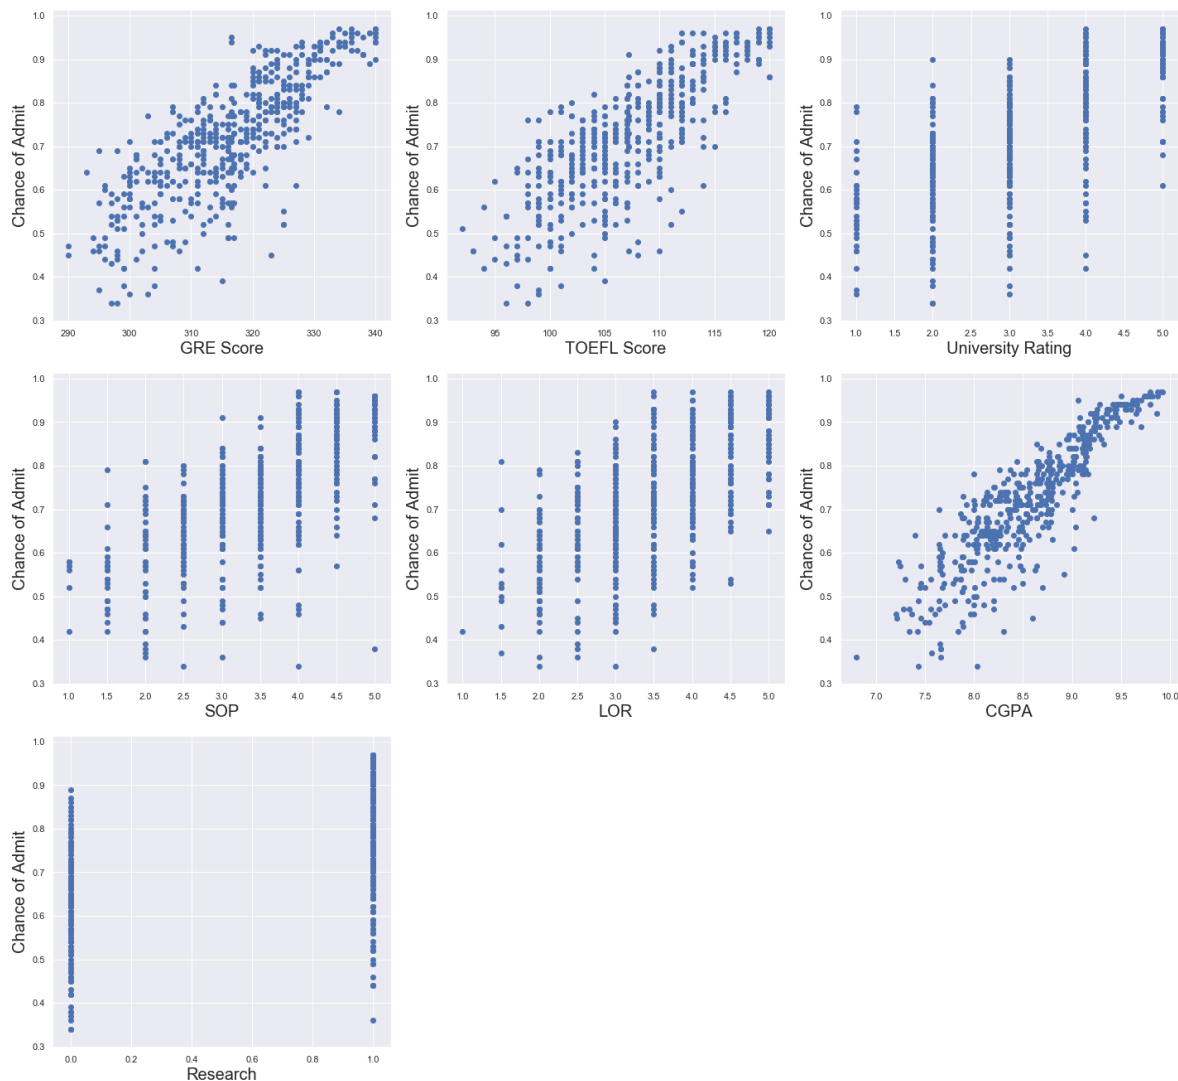 1.0
0.9
0.8
0.7
0.6
0.5
0.4
0.3
Chance of Admit
290 300 310 320 330 340
GRE Score
1.0
0.9
0.8
0.7
0.6
0.5
0.4
0.3
Chance of Admit
95 100 105 110 115 120
TOEFL Score
1.0
0.9
0.8
0.7
0.6
0.5
0.4
0.3
Chance of Admit
1.0 1.5 2.0 2.5 3.0 3.5 4.0 4.5 5.0
University Rating
1.0
0.9
0.8
0.7
0.6
0.5
0.4
0.3
Chance of Admit
1.0 1.5 2.0 2.5 3.0 3.5 4.0 4.5 5.0
SOP
1.0
0.9
0.8
0.7
0.6
0.5
0.4
0.3
Chance of Admit
1.0 1.5 2.0 2.5 3.0 3.5 4.0 4.5 5.0
LOR
1.0
0.9
0.8
0.7
0.6
0.5
0.4
0.3
Chance of Admit
7.0 7.5 8.0 8.5 9.0 9.5 10.0
CGPA
1.0
0.9
0.8
0.7
0.6
0.5
0.4
0.3
Chance of Admit
0.0 0.2 0.4 0.6 0.8 1.0
Research